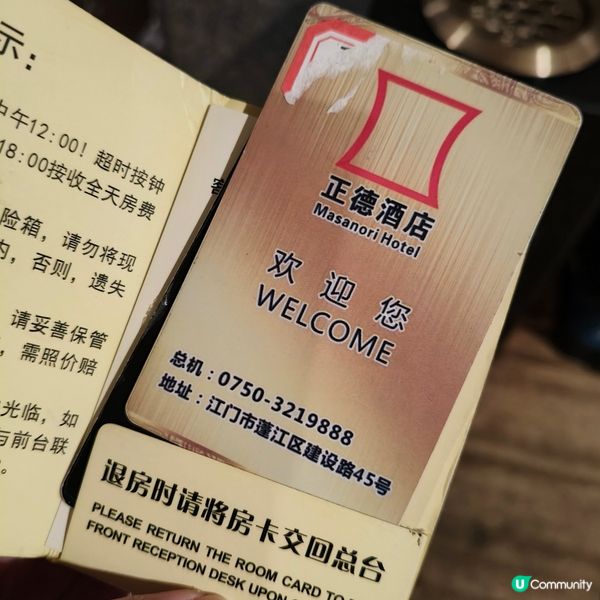 示：
中午12:00！超时按钟
18:00按收全天房费
险箱，请勿将现
内，否则，遗失
请妥善保管
，需照价赔
光临，如
与前台联
正德酒店
Masanori Hotel
欢迎您
WELCOME
总机：0750-3219888
地址：江门市蓬江区建设路45号
退房时请将房卡交回总台
PLEASE RETURN THE ROOM CARD TO
FRONT RECEPTION DESK UPON
U Community